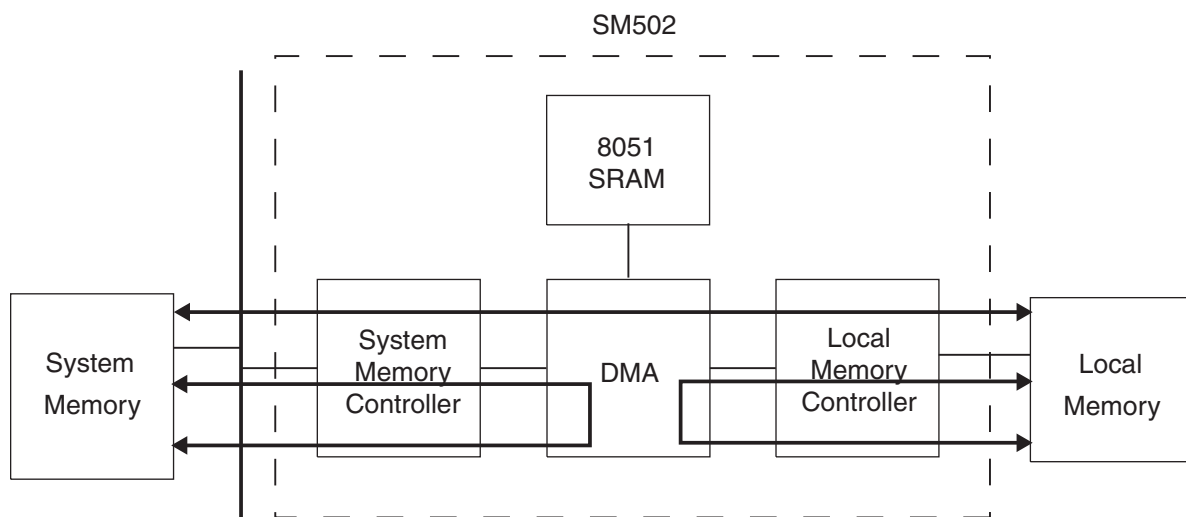 SM502
8051
SRAM
System
Memory
System
Memory
Controller
DMA
Local
Memory
Controller
Local
Memory